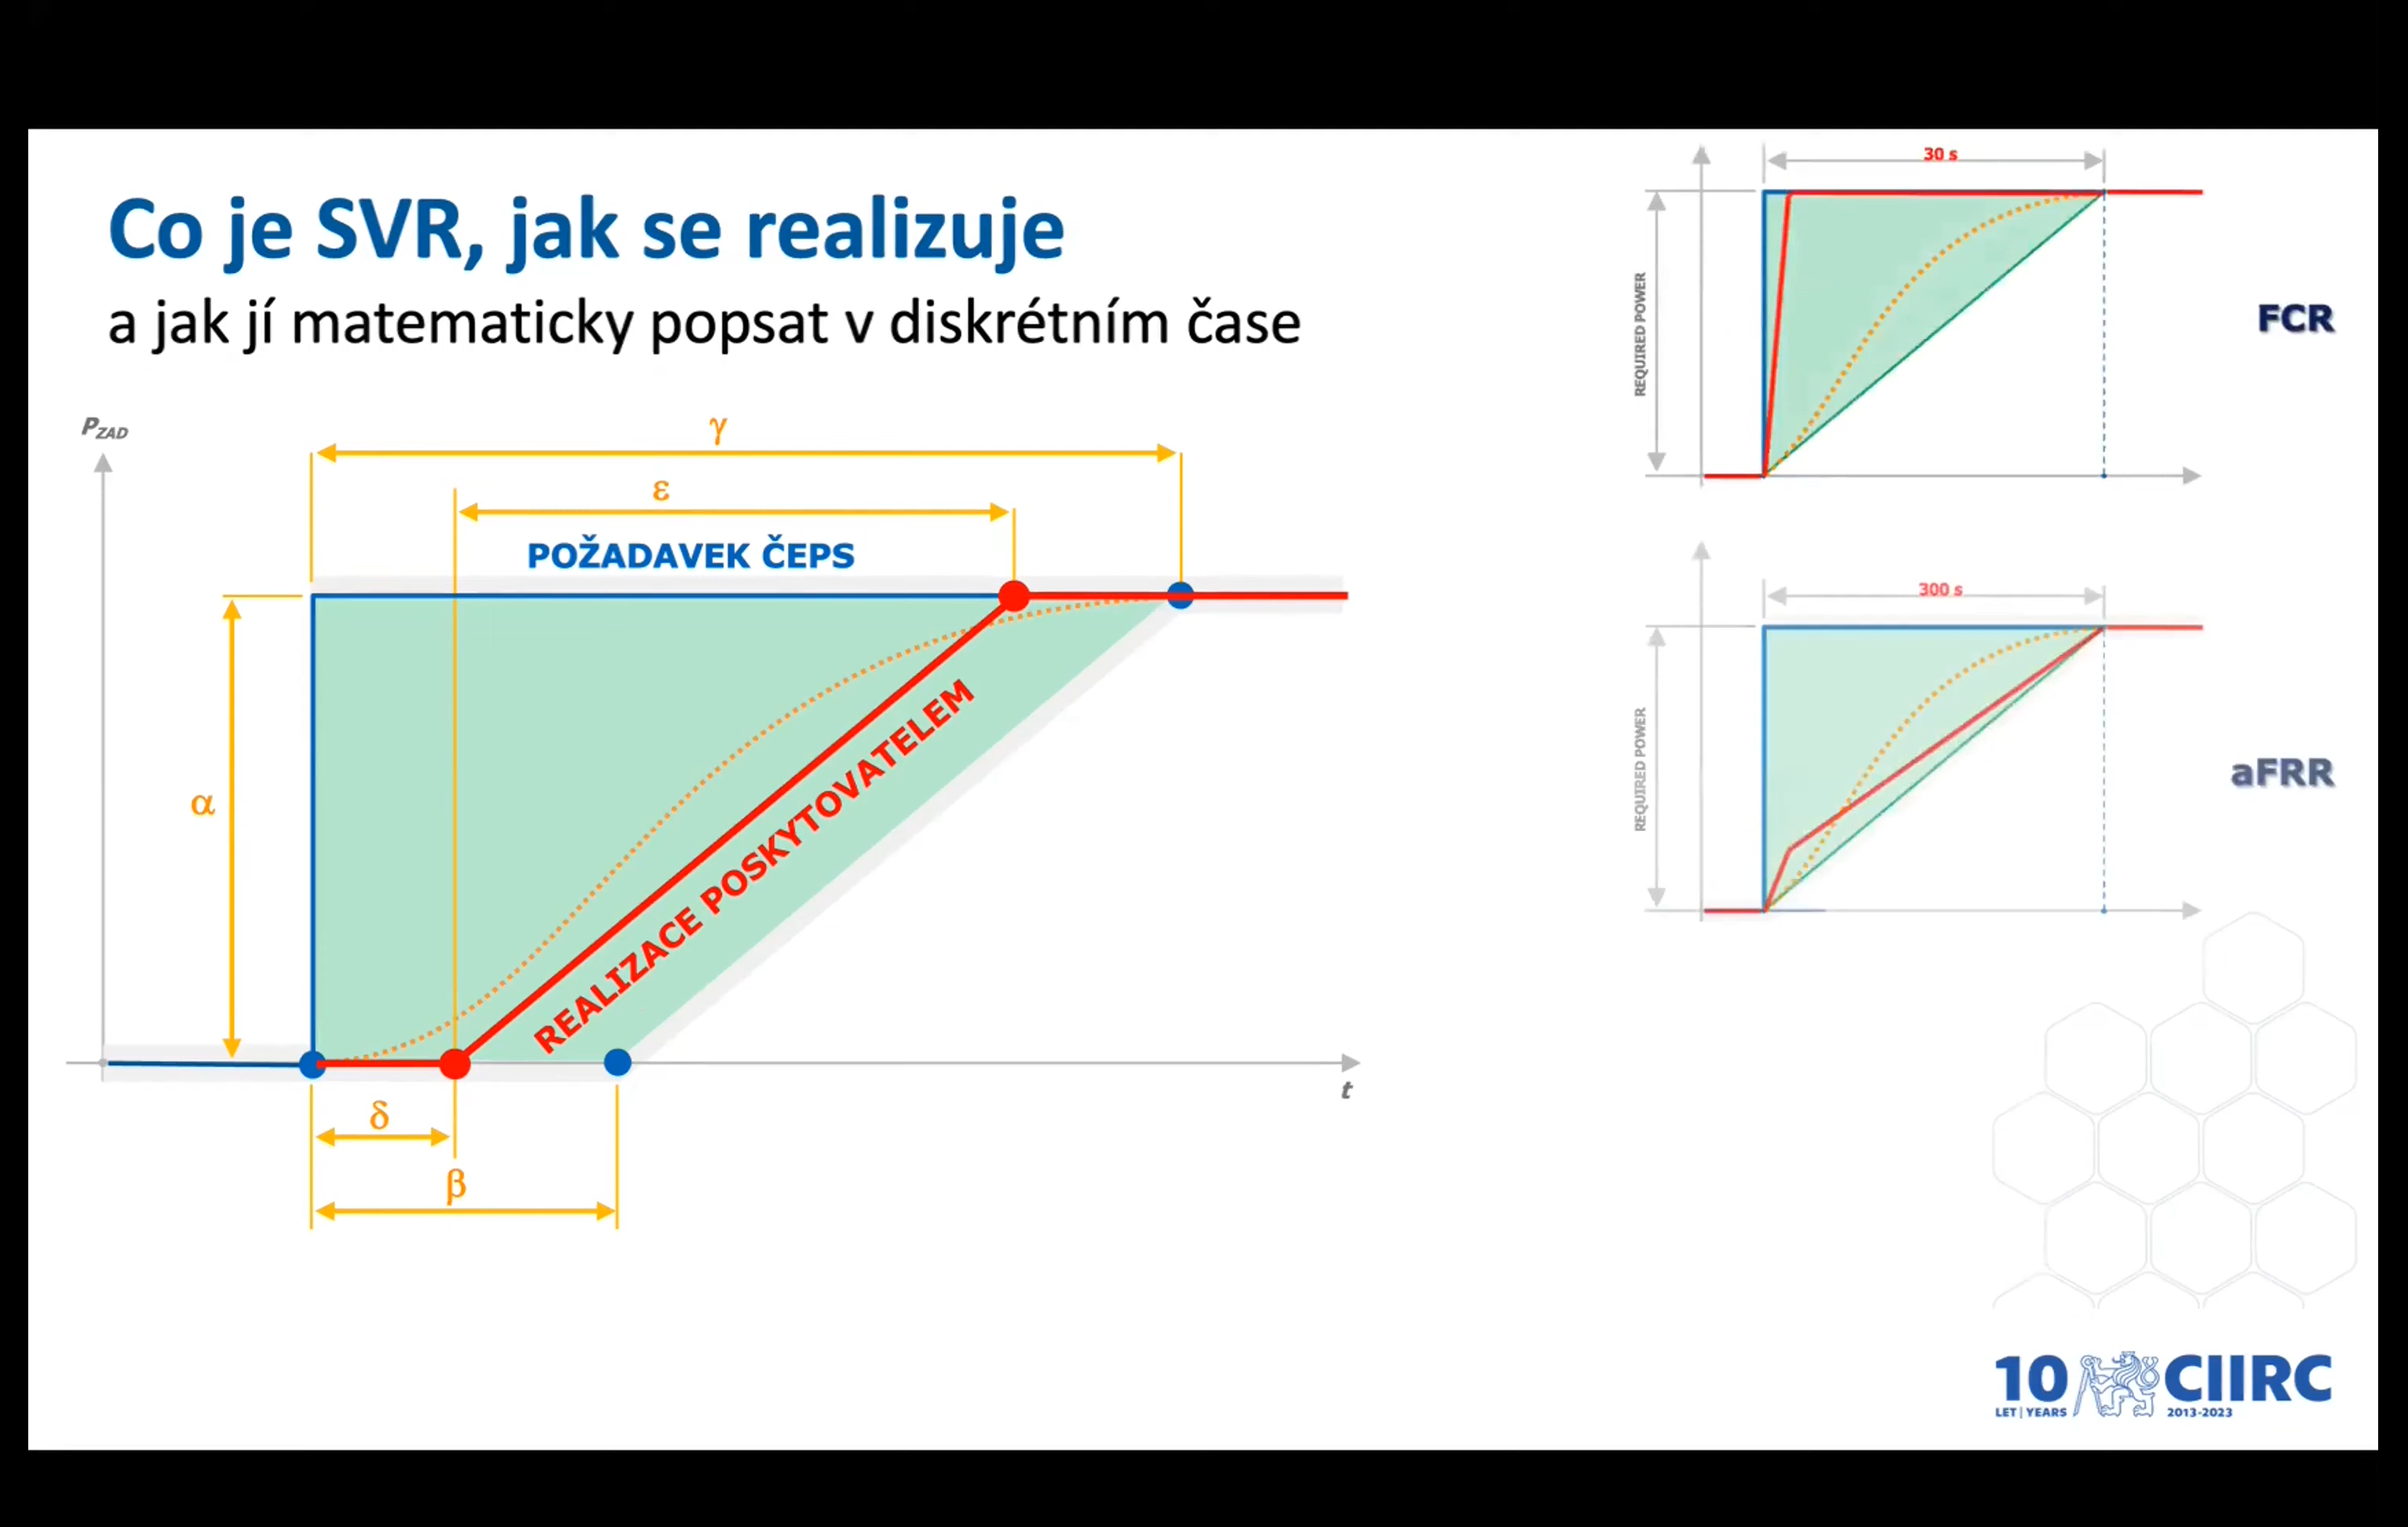 Co je SVR, jak se realizuje
a jak jí matematicky popsat v diskrétním čase
P_ZAD
γ
ε
POŽADAVEK ČEPS
α
REALIZACE POSKYTOVATELEM
t
δ
β
30 s
REQUIRED POWER
FCR
300 s
REQUIRED POWER
aFRR
10 CIIRC
LET | YEARS 2013-2023